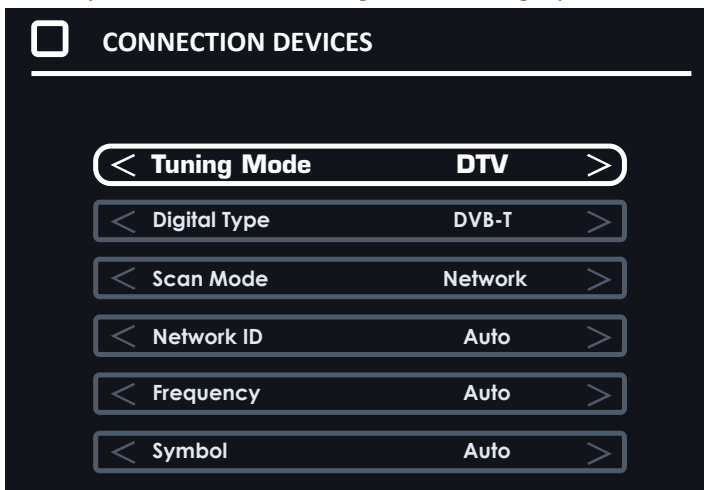 CONNECTION DEVICES
< Tuning Mode DTV >
< Digital Type DVB-T >
< Scan Mode Network >
< Network ID Auto >
< Frequency Auto >
< Symbol Auto >